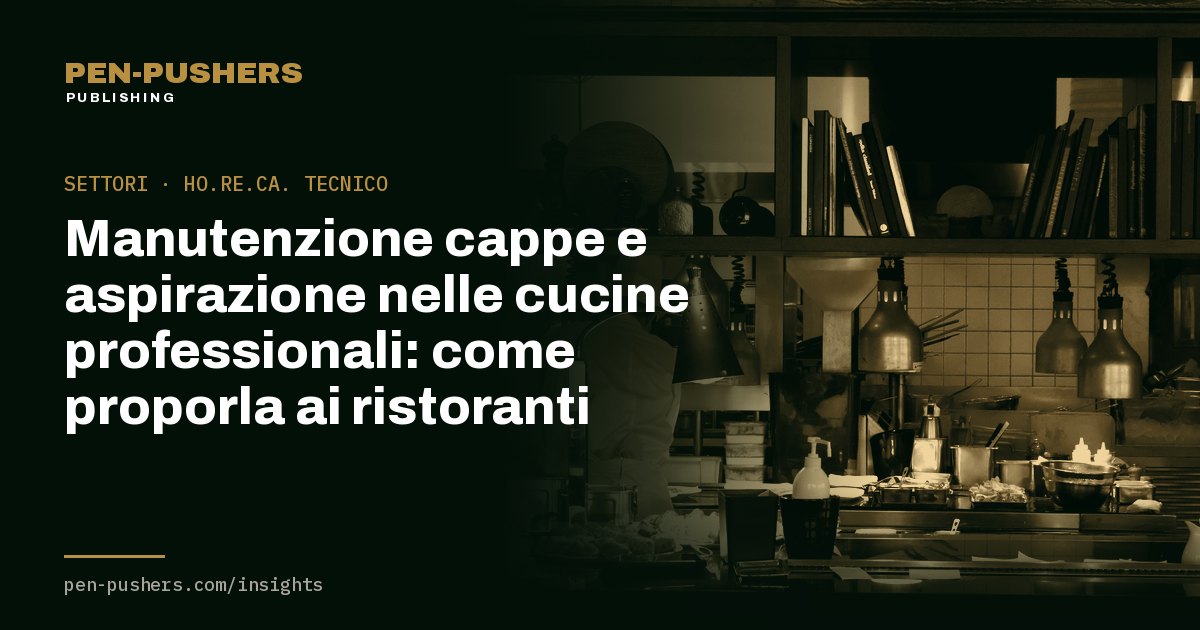 PEN-PUSHERS
PUBLISHING
SETTORI · HO.RE.CA. TECNICO
Manutenzione cappe e
aspirazione nelle cucine
professionali: come
proporla ai ristoranti
pen-pushers.com/insights